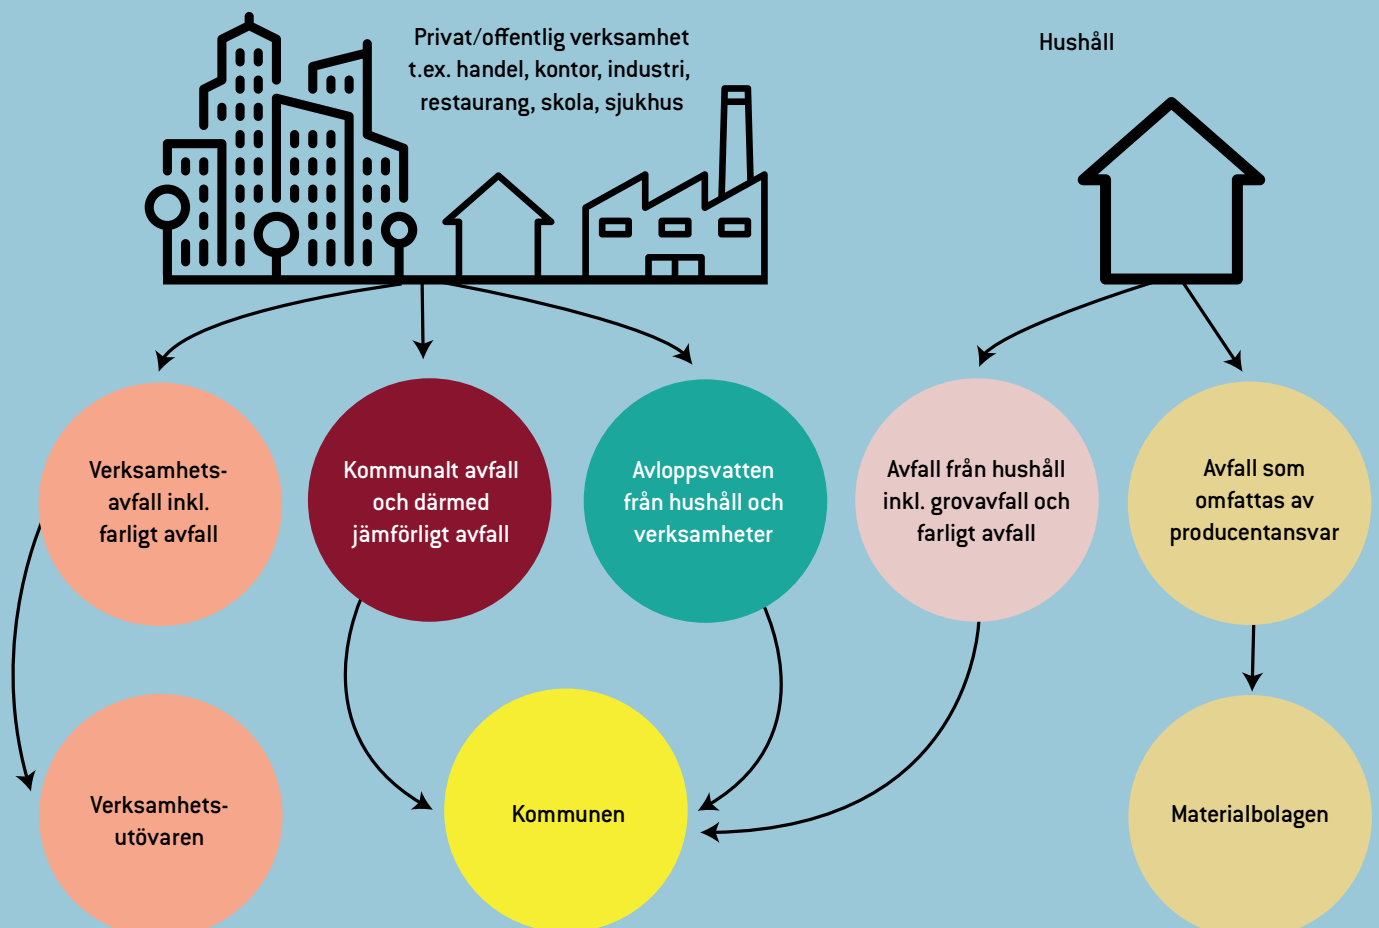 Privat/offentlig verksamhet
t.ex. handel, kontor, industri,
restaurang, skola, sjukhus
Hushåll
Verksamhets-
avfall inkl.
farligt avfall
Kommunalt avfall
och därmed
jämförligt avfall
Avloppsvatten
från hushåll och
verksamheter
Avfall från hushåll
inkl. grovavfall och
farligt avfall
Avfall som
omfattas av
producentansvar
Verksamhets-
utövaren
Kommunen
Materialbolagen